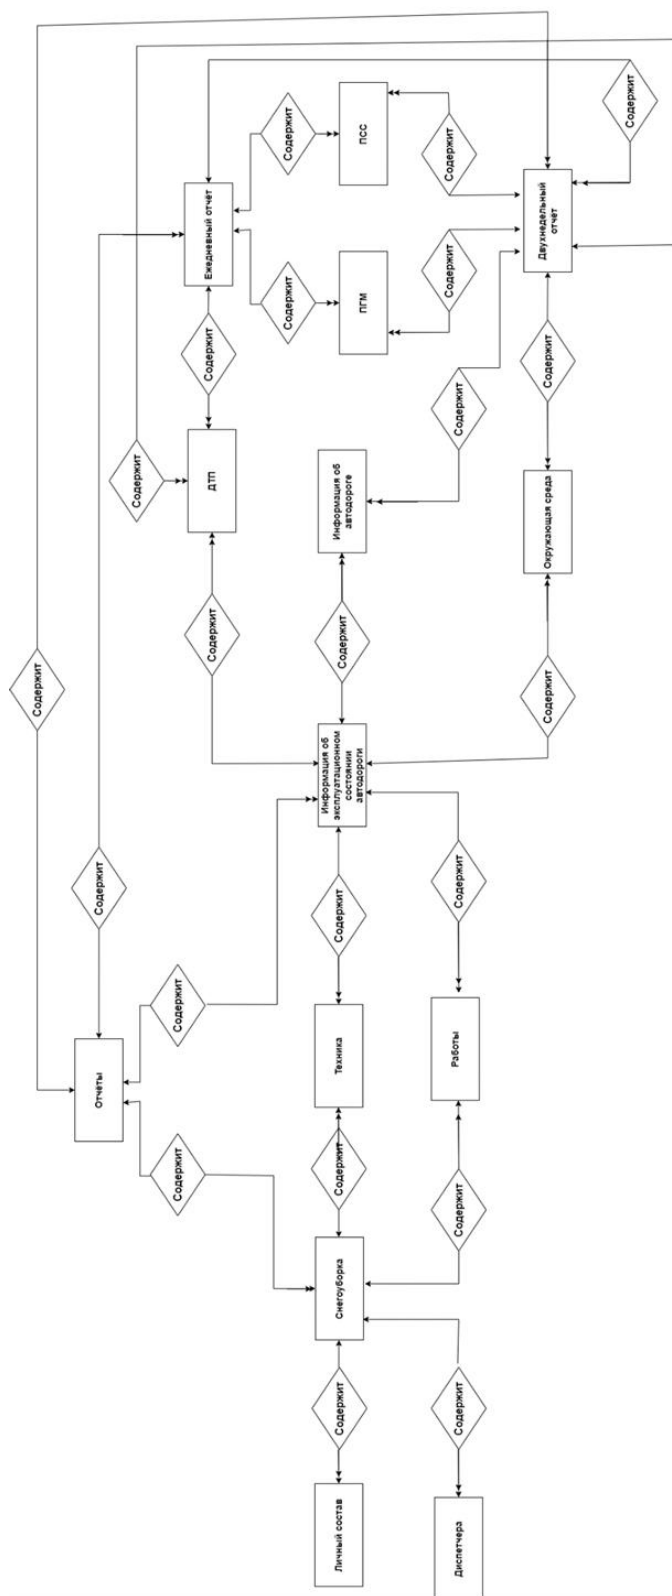 Отчёты
Содержит
Содержит
Содержит
Содержит
Содержит
Ежедневный отчёт
Содержит
ДТП
Содержит
Личный состав
Содержит
Снегоуборка
Содержит
Техника
Содержит
Информация об
эксплуатационном
состоянии
автодороги
Содержит
Информация об
автодороге
Содержит
Содержит
ПГМ
ПСС
Содержит
Содержит
Содержит
Содержит
Диспетчера
Содержит
Содержит
Работы
Содержит
Содержит
Окружающая среда
Содержит
Двухнедельный
отчёт
Содержит